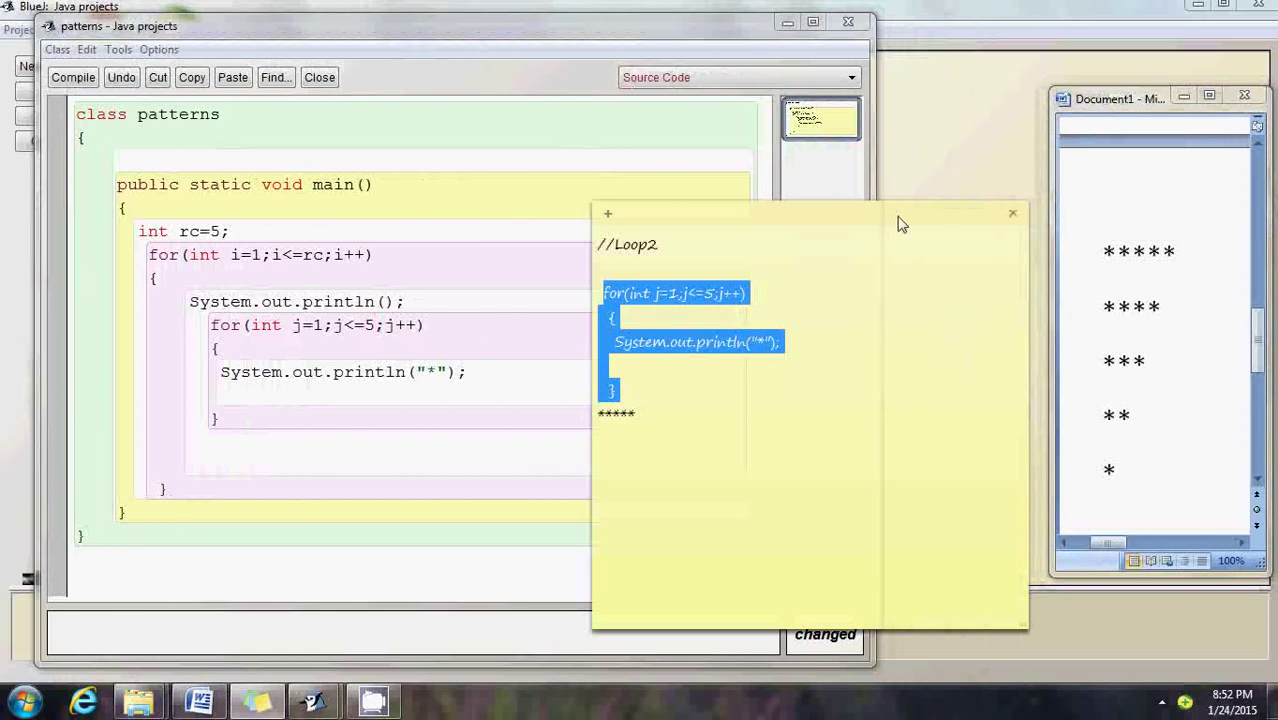 BlueJ: Java projects
Projec
patterns - Java projects
Class Edit Tools Options
Compile Undo Cut Copy Paste Find... Close
Source Code
class patterns
{
public static void main()
{
int rc=5;
for(int i=1;i<=rc;i++)
{
System.out.println();
for(int j=1;j<=5;j++)
{
System.out.println("*");
}
}
}
}
changed
+
×
//Loop2
for(int j=1;j<=5;j++)
{
System.out.println("*");
}
*****
Document1 - Mi...
*****
****
***
**
*
100%
8:52 PM
1/24/2015